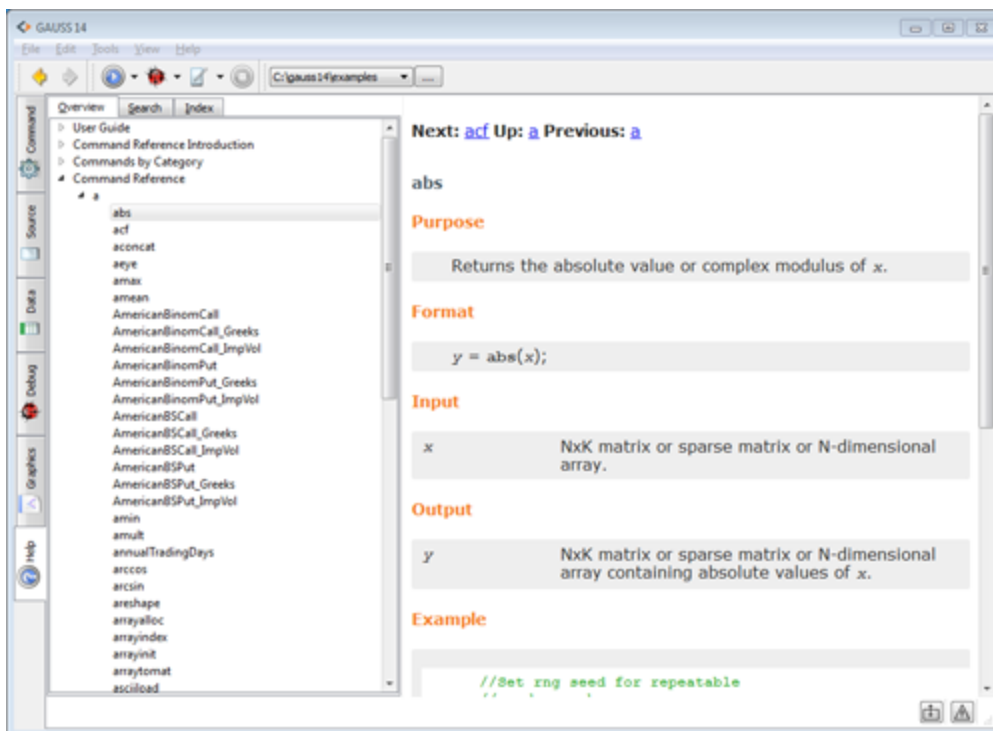 GAUSS 14
File Edit Tools View Help
C:\gauss14\examples ...
Command
Source
Data
Debug
Graphics
Help
Overview Search Index
User Guide
Command Reference Introduction
Commands by Category
Command Reference
a
abs
acf
aconcat
aeye
amax
amean
AmericanBinomCall
AmericanBinomCall_Greeks
AmericanBinomCall_ImpVol
AmericanBinomPut
AmericanBinomPut_Greeks
AmericanBinomPut_ImpVol
AmericanBSCall
AmericanBSCall_Greeks
AmericanBSCall_ImpVol
AmericanBSPut
AmericanBSPut_Greeks
AmericanBSPut_ImpVol
amin
amult
annualTradingDays
arccos
arcsin
areshape
arrayalloc
arrayindex
arrayinit
arraytomat
asciiload
Next: acf Up: a Previous: a
abs
Purpose
Returns the absolute value or complex modulus of x.
Format
y = abs(x);
Input
x NxK matrix or sparse matrix or N-dimensional
array.
Output
y NxK matrix or sparse matrix or N-dimensional
array containing absolute values of x.
Example
//Set rng seed for repeatable